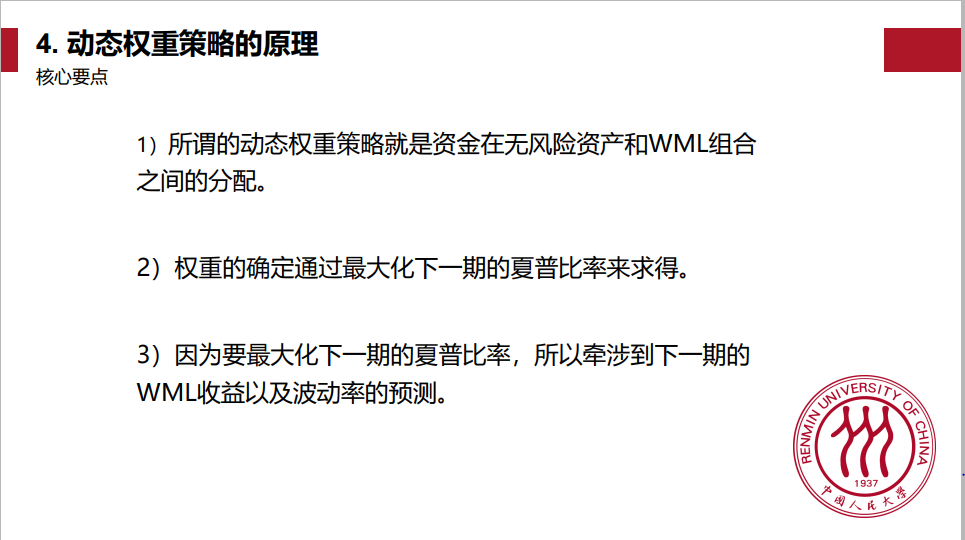 4. 动态权重策略的原理
核心要点
1）所谓的动态权重策略就是资金在无风险资产和WML组合
之间的分配。
2）权重的确定通过最大化下一期的夏普比率来求得。
3）因为要最大化下一期的夏普比率，所以牵涉到下一期的
WML收益以及波动率的预测。
RENMIN UNIVERSITY OF CHINA
1937
中国人民大学